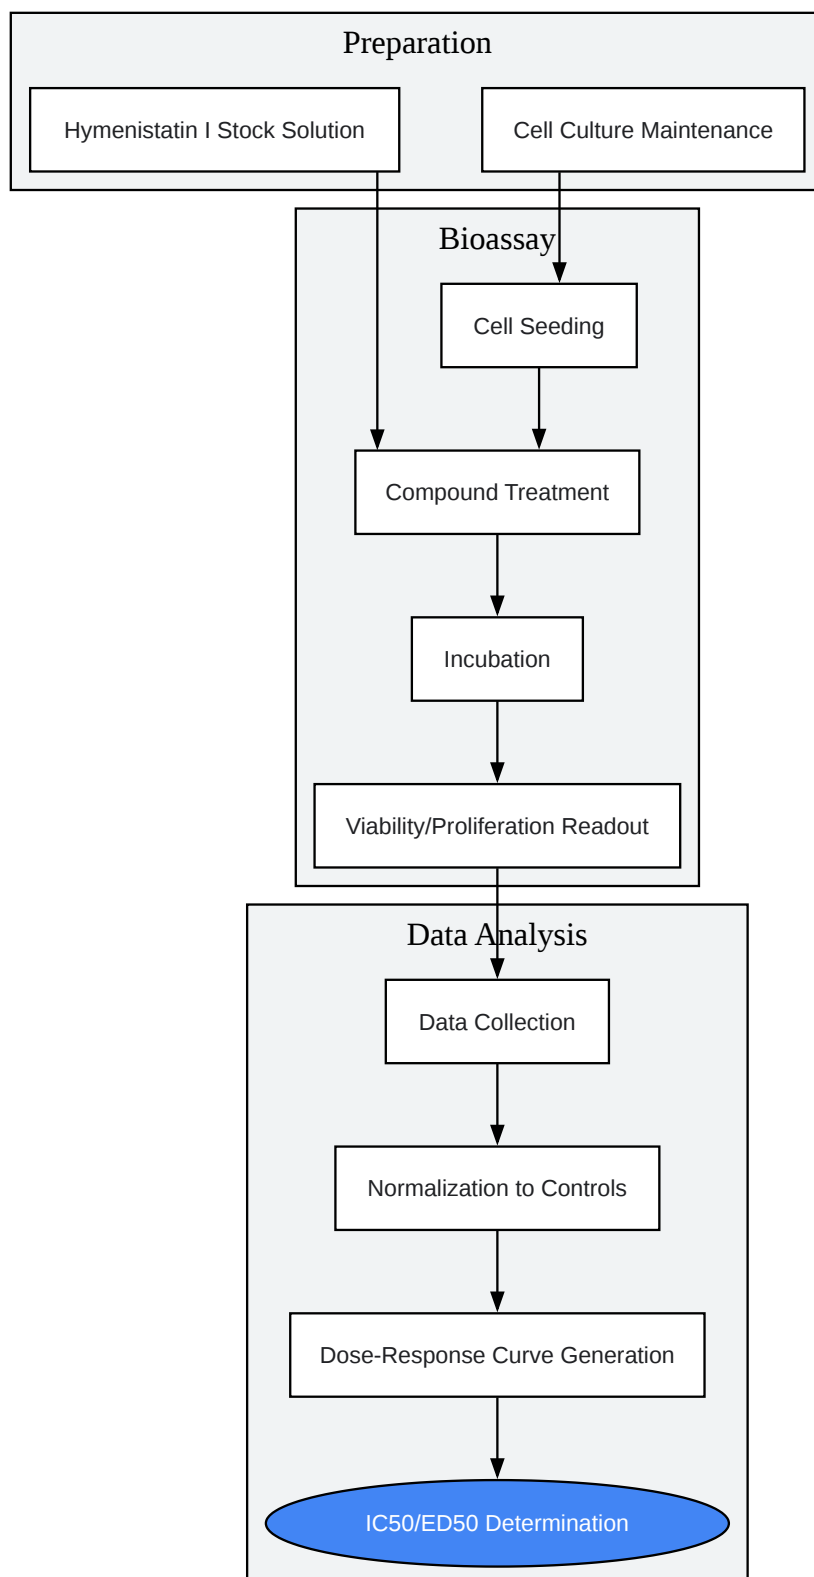 Preparation
Hymenistatin I Stock Solution
Cell Culture Maintenance
Bioassay
Cell Seeding
Compound Treatment
Incubation
Viability/Proliferation Readout
Data Analysis
Data Collection
Normalization to Controls
Dose-Response Curve Generation
IC50/ED50 Determination